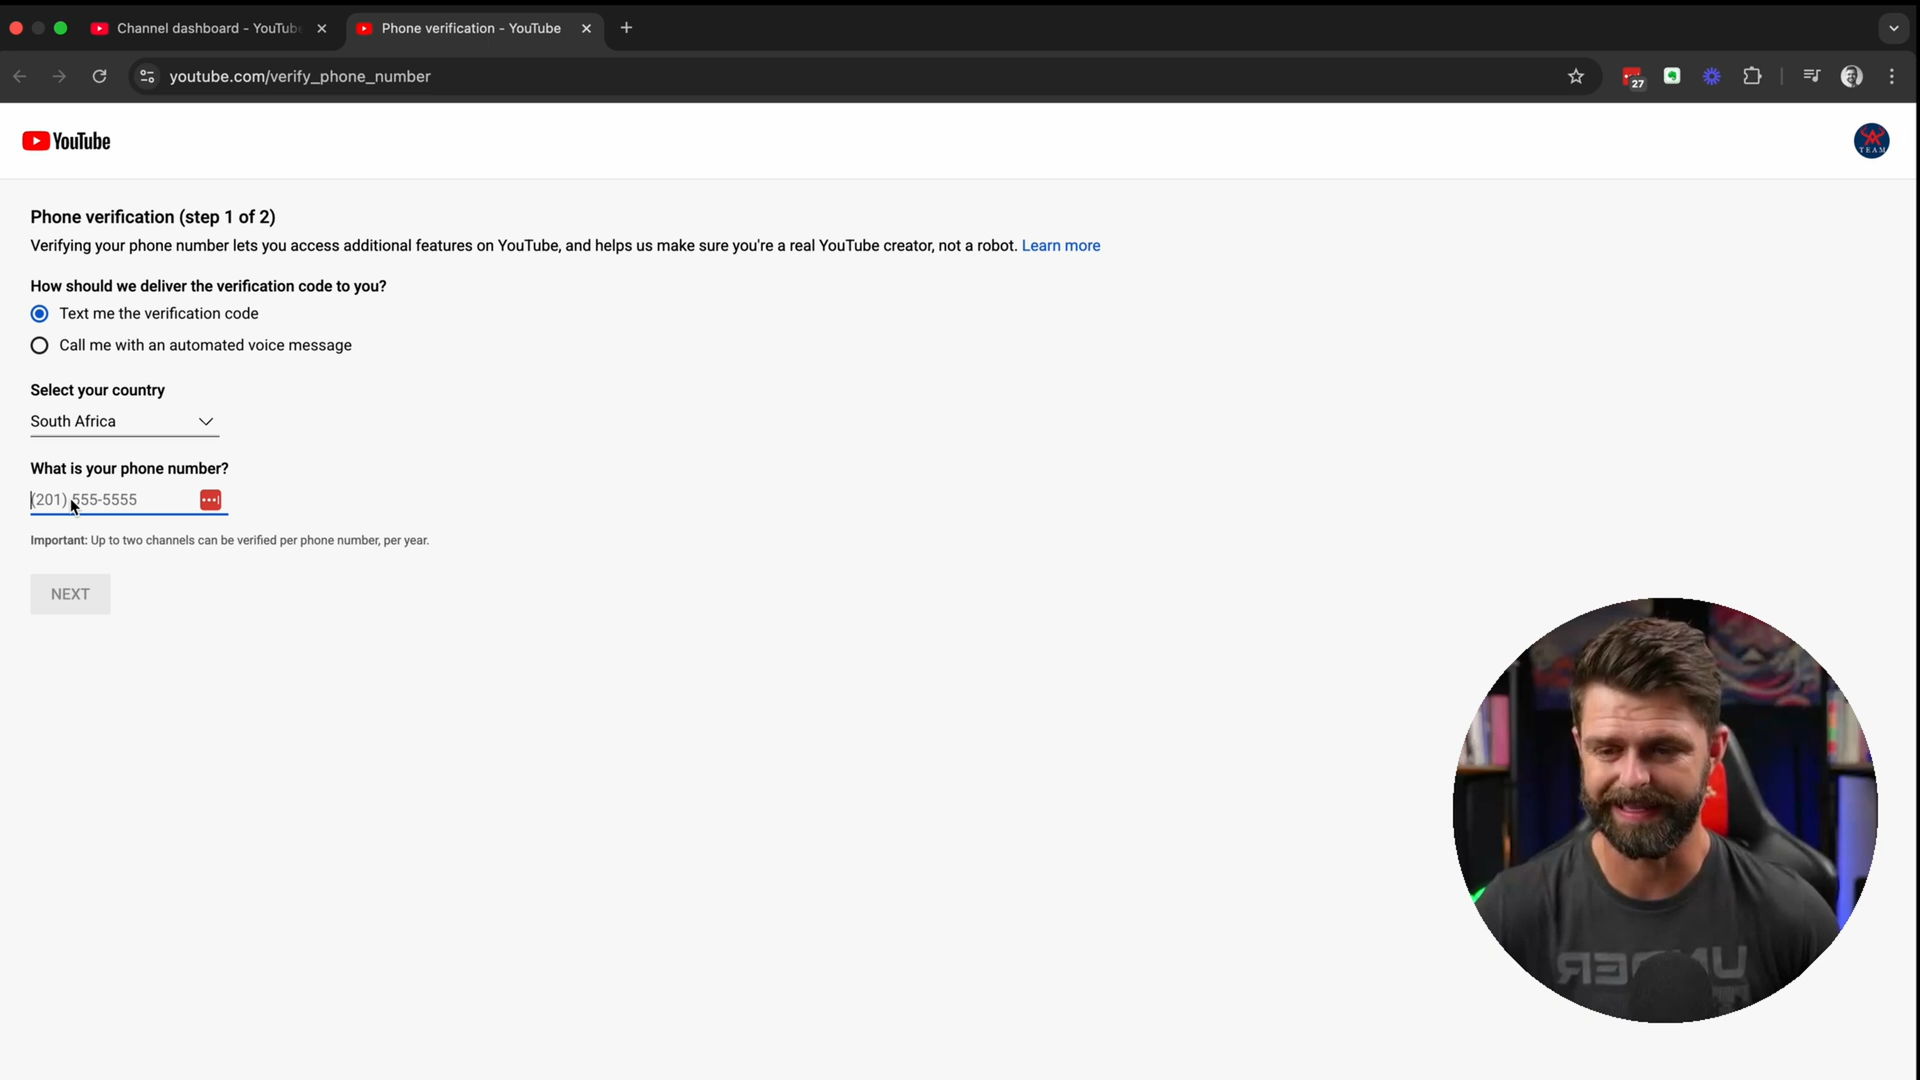 Channel dashboard - YouTub
Phone verification - YouTube
youtube.com/verify_phone_number
27
YouTube
TEAM
Phone verification (step 1 of 2)
Verifying your phone number lets you access additional features on YouTube, and helps us make sure you're a real YouTube creator, not a robot. Learn more
How should we deliver the verification code to you?
Text me the verification code
Call me with an automated voice message
Select your country
South Africa
What is your phone number?
(201) 555-5555
Important: Up to two channels can be verified per phone number, per year.
NEXT
UNDER